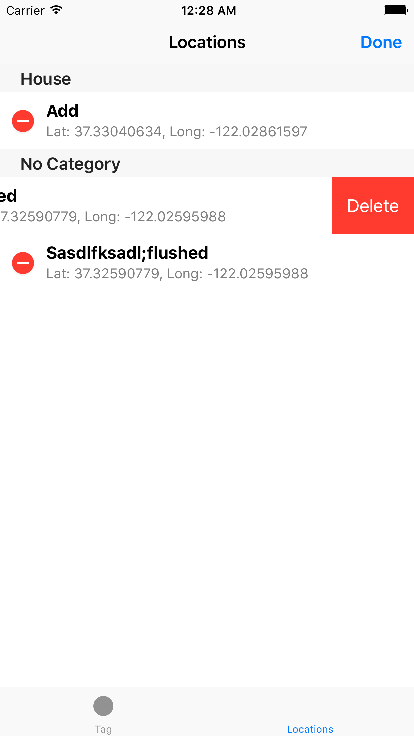 Carrier 12:28 AM
Locations Done
House
Add
Lat: 37.33040634, Long: -122.02861597
No Category
ed
7.32590779, Long: -122.02595988
Delete
Sasdlfksadl;flushed
Lat: 37.32590779, Long: -122.02595988
Tag Locations